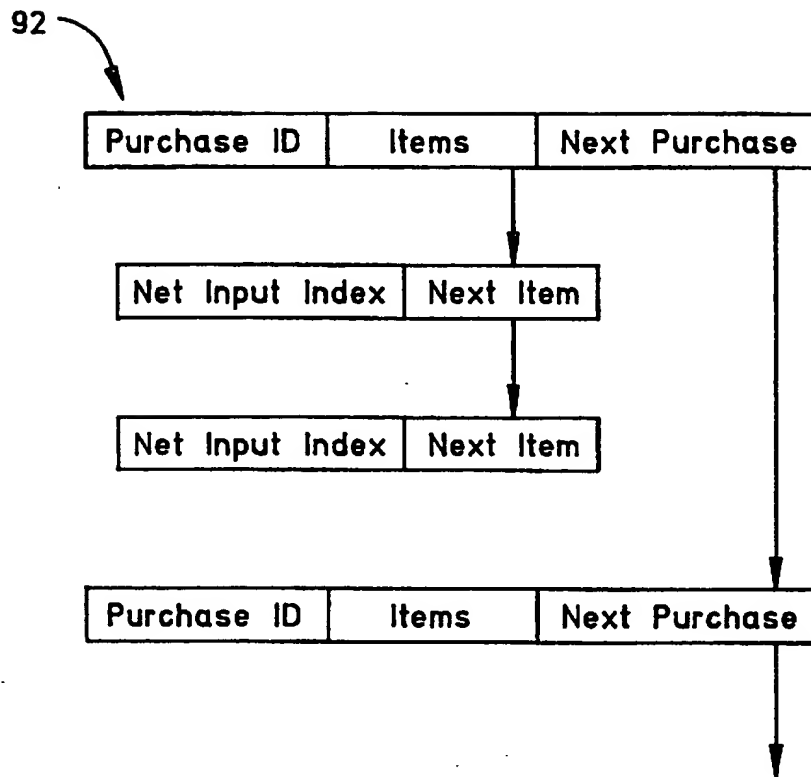 92
Purchase ID Items Next Purchase
Net Input Index Next Item
Net Input Index Next Item
Purchase ID Items Next Purchase